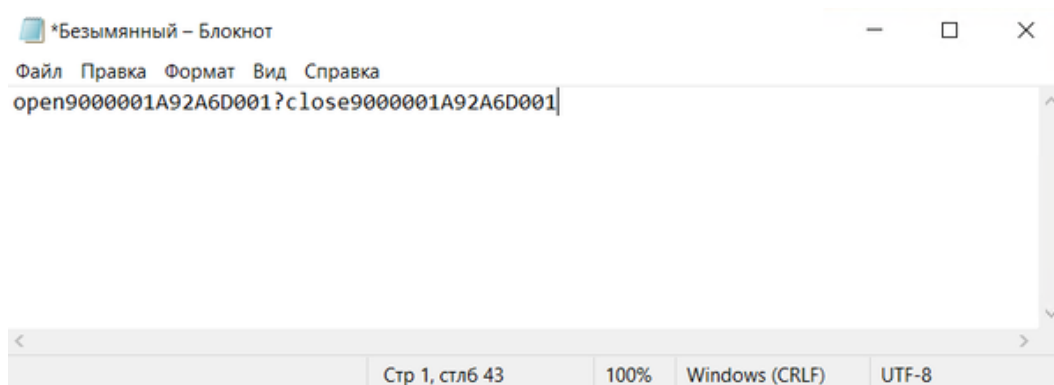 *Безымянный – Блокнот
Файл Правка Формат Вид Справка
open9000001A92A6D001?close9000001A92A6D001
Стр 1, стлб 43 100% Windows (CRLF) UTF-8